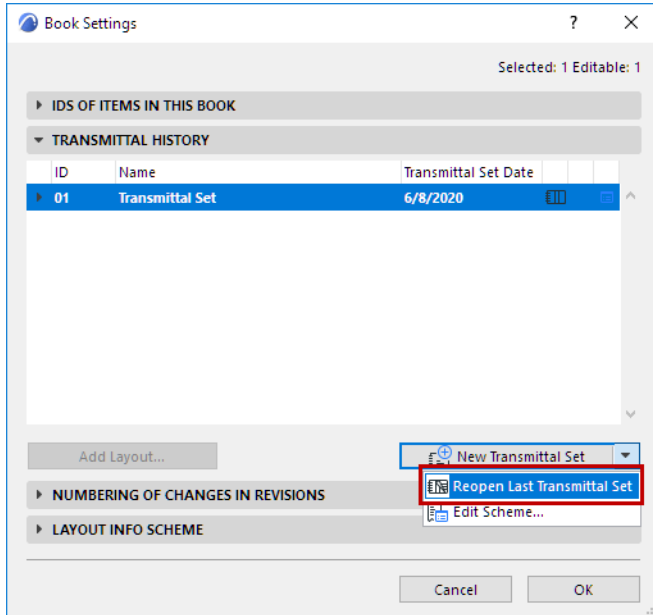 Book Settings
?
Selected: 1 Editable: 1
IDS OF ITEMS IN THIS BOOK
TRANSMITTAL HISTORY
ID Name Transmittal Set Date
01 Transmittal Set 6/8/2020
Add Layout... New Transmittal Set
Reopen Last Transmittal Set
NUMBERING OF CHANGES IN REVISIONS
Edit Scheme...
LAYOUT INFO SCHEME
Cancel OK